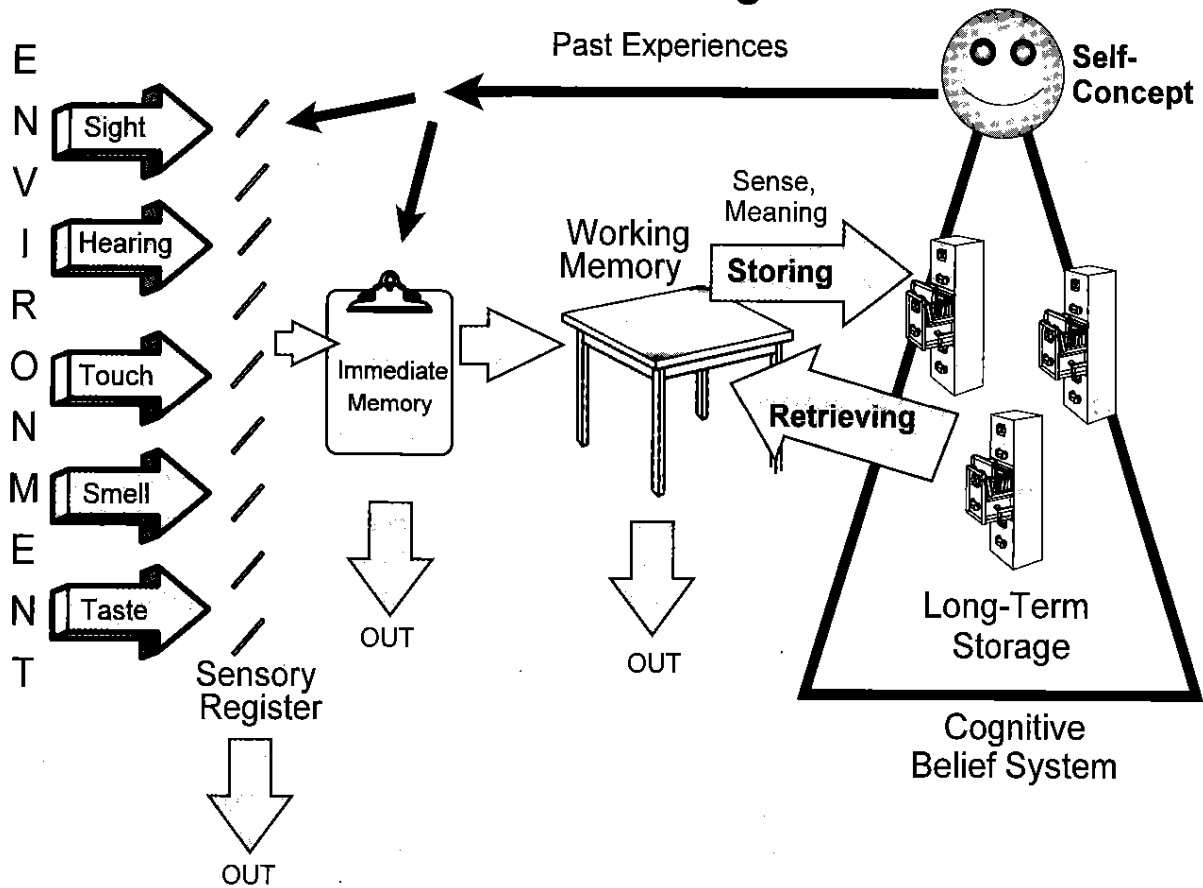 Past Experiences
Self-
Concept
ENVIRONMENT
Sight
Hearing
Touch
Smell
Taste
Sensory
Register
OUT
Immediate
Memory
OUT
Working
Memory
OUT
Sense,
Meaning
Storing
Retrieving
Long-Term
Storage
Cognitive
Belief System